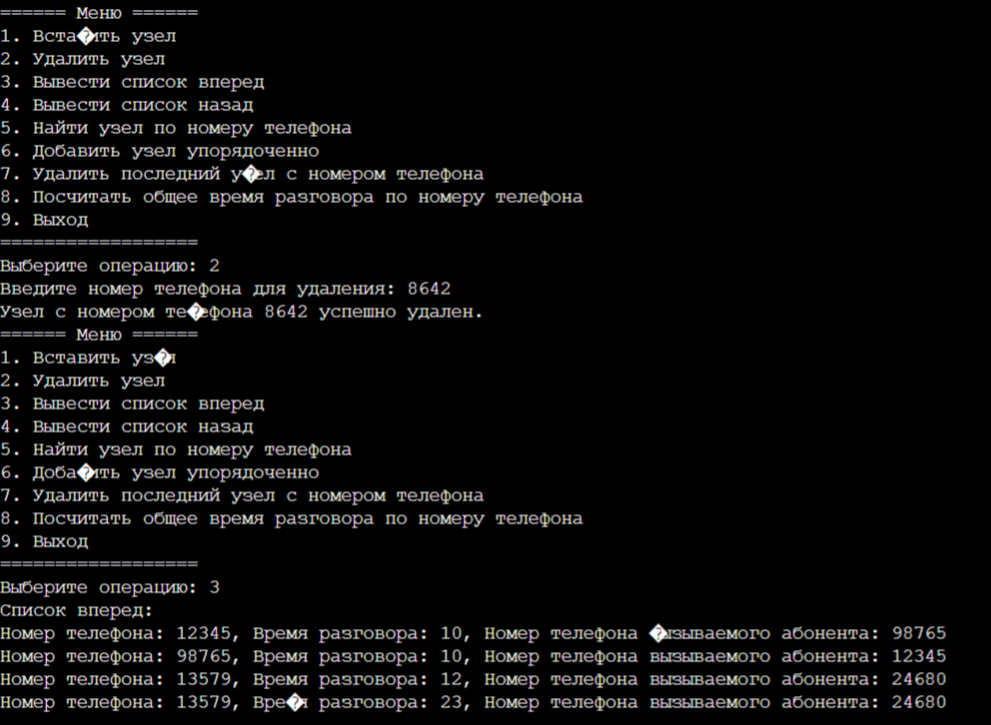 ====== Меню ======
1. Вста�ить узел
2. Удалить узел
3. Вывести список вперед
4. Вывести список назад
5. Найти узел по номеру телефона
6. Добавить узел упорядоченно
7. Удалить последний у�ел с номером телефона
8. Посчитать общее время разговора по номеру телефона
9. Выход
==================
Выберите операцию: 2
Введите номер телефона для удаления: 8642
Узел с номером те�ефона 8642 успешно удален.
====== Меню ======
1. Вставить уз�л
2. Удалить узел
3. Вывести список вперед
4. Вывести список назад
5. Найти узел по номеру телефона
6. Доба�ить узел упорядоченно
7. Удалить последний узел с номером телефона
8. Посчитать общее время разговора по номеру телефона
9. Выход
==================
Выберите операцию: 3
Список вперед:
Номер телефона: 12345, Время разговора: 10, Номер телефона �ызываемого абонента: 98765
Номер телефона: 98765, Время разговора: 10, Номер телефона вызываемого абонента: 12345
Номер телефона: 13579, Время разговора: 12, Номер телефона вызываемого абонента: 24680
Номер телефона: 13579, Вре�я разговора: 23, Номер телефона вызываемого абонента: 24680